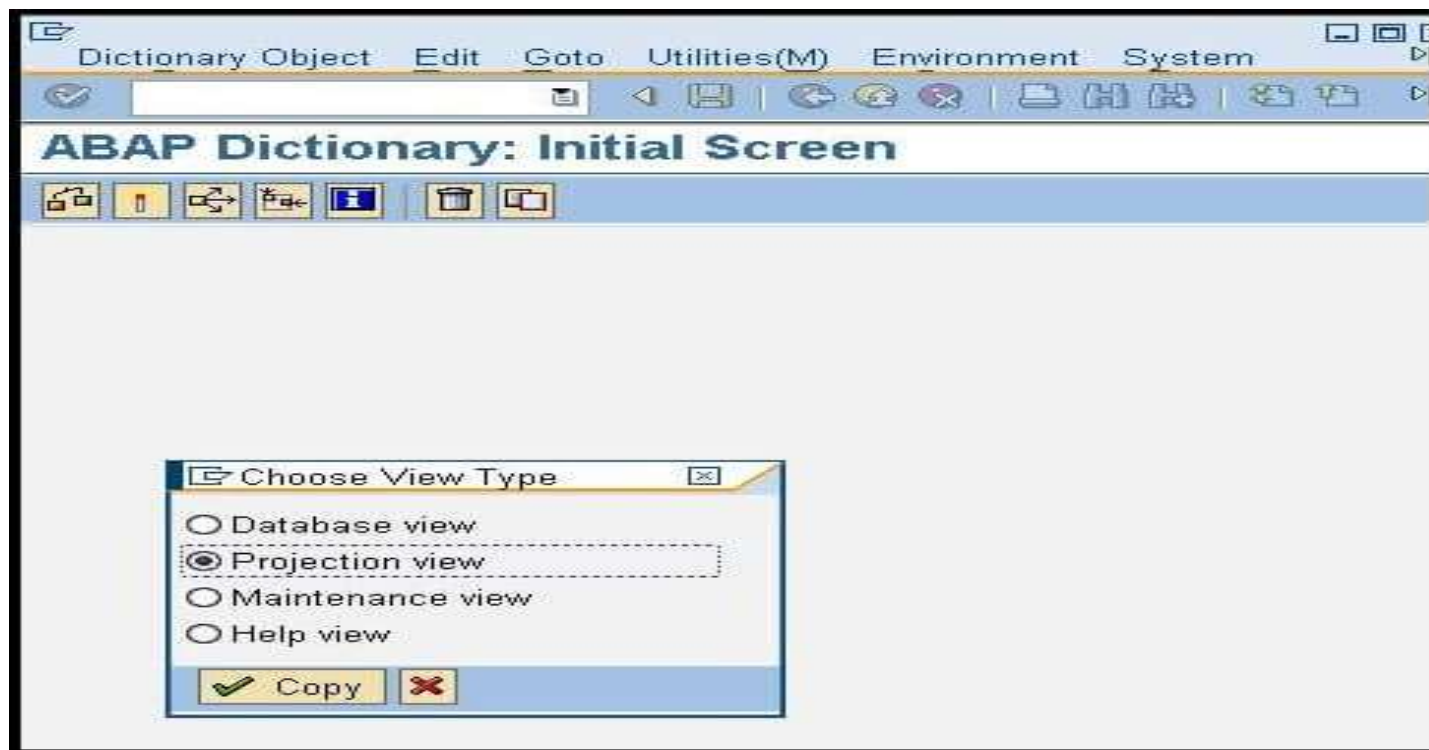 Dictionary Object Edit Goto Utilities(M) Environment System
ABAP Dictionary: Initial Screen
Choose View Type
Database view
Projection view
Maintenance view
Help view
Copy